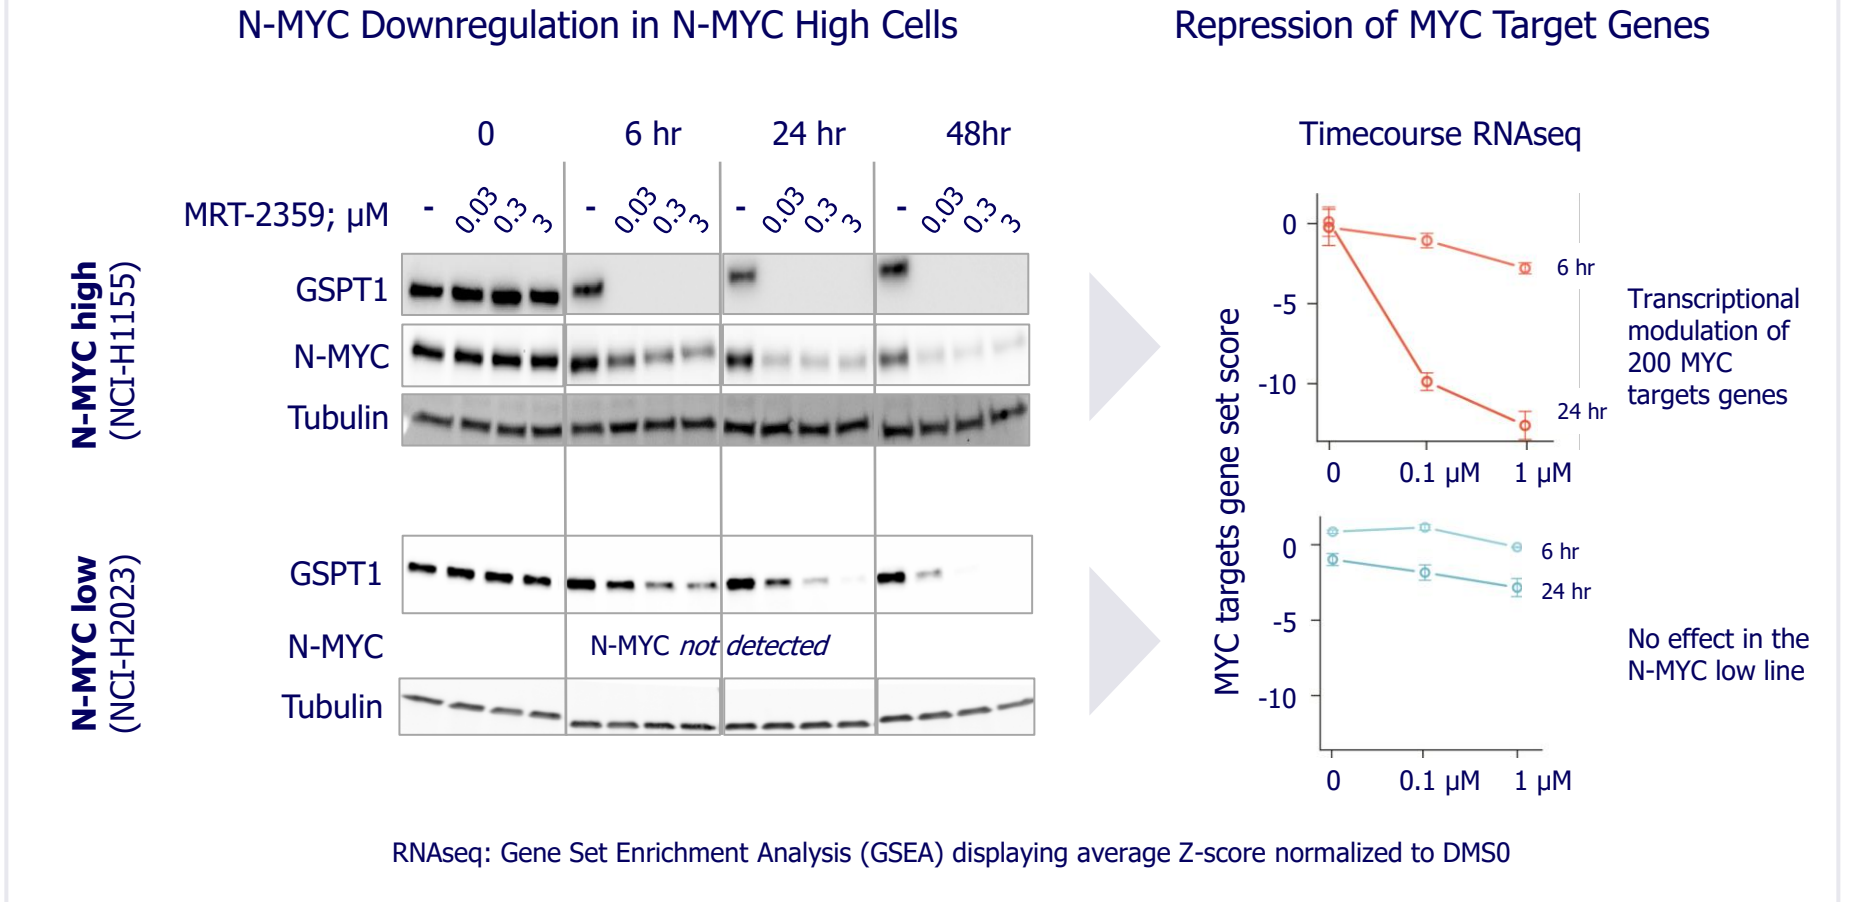 N-MYC Downregulation in N-MYC High Cells
Repression of MYC Target Genes
0 6 hr 24 hr 48hr
MRT-2359; µM - 0.03 0.3 3 - 0.03 0.3 3 - 0.03 0.3 3 - 0.03 0.3 3
N-MYC high
(NCI-H1155)
GSPT1
N-MYC
Tubulin
N-MYC low
(NCI-H2023)
GSPT1
N-MYC N-MYC not detected
Tubulin
Timecourse RNAseq
MYC targets gene set score
0
-5
-10
6 hr
24 hr
0 0.1 µM 1 µM
Transcriptional
modulation of
200 MYC
targets genes
0
-5
-10
6 hr
24 hr
0 0.1 µM 1 µM
No effect in the
N-MYC low line
RNAseq: Gene Set Enrichment Analysis (GSEA) displaying average Z-score normalized to DMS0